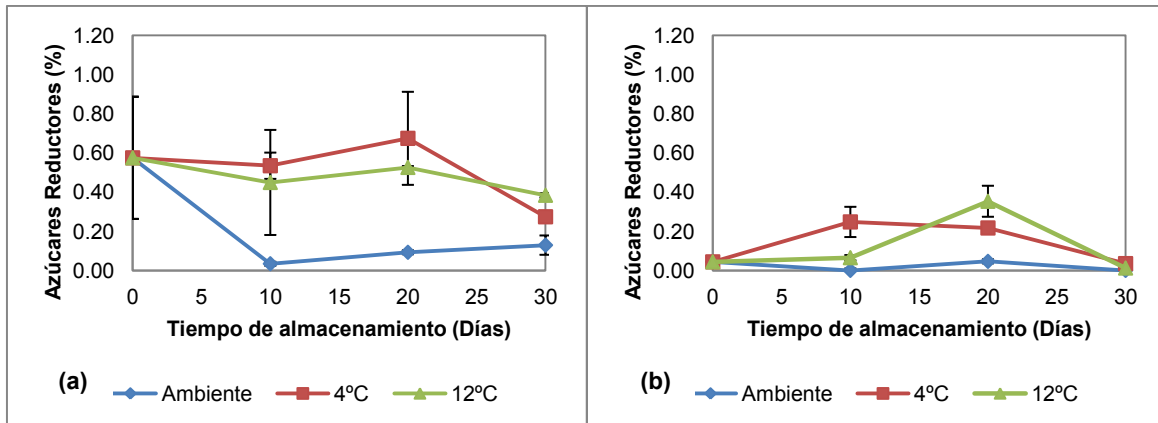 Azúcares Reductores (%)
1.20
1.00
0.80
0.60
0.40
0.20
0.00
0 5 10 15 20 25 30
Tiempo de almacenamiento (Días)
(a) Ambiente 4ºC 12ºC
Azúcares Reductores (%)
1.20
1.00
0.80
0.60
0.40
0.20
0.00
0 5 10 15 20 25 30
Tiempo de almacenamiento (Días)
(b) Ambiente 4ºC 12ºC